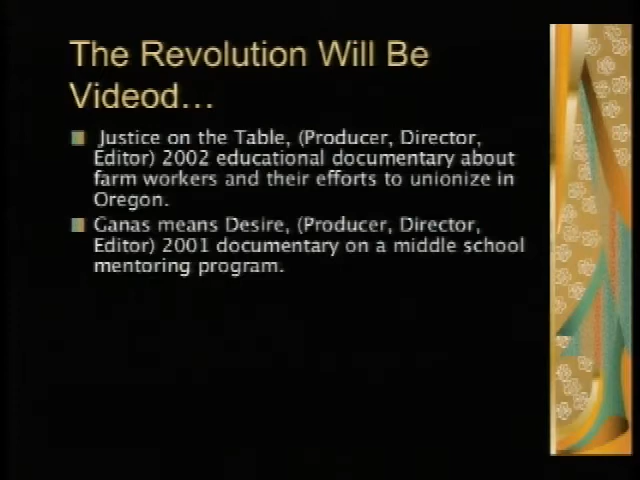 The Revolution Will Be
Videod...
Justice on the Table, (Producer, Director,
Editor) 2002 educational documentary about
farm workers and their efforts to unionize in
Oregon.
Ganas means Desire, (Producer, Director,
Editor) 2001 documentary on a middle school
mentoring program.